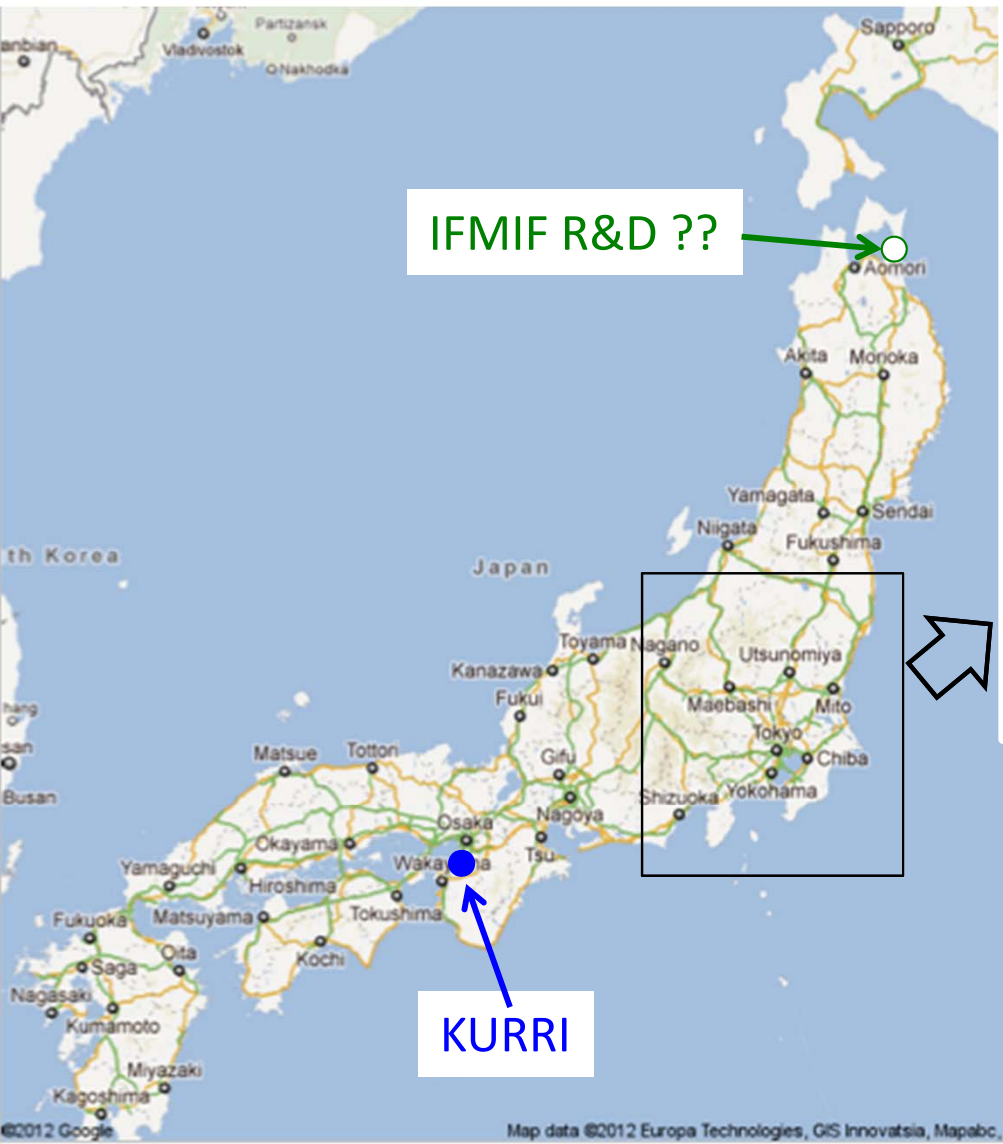 Sapporo
Partizansk
anbian
Vladivostok
Nakhodka
IFMIF R&D ??
Aomori
Akita
Morioka
Yamagata
Sendai
Niigata
Fukushima
th Korea
Japan
Toyama
Nagano
Utsunomiya
Kanazawa
Fukui
Maebashi
Mito
hang
Tokyo
san
Matsue
Tottori
Gifu
Chiba
Busan
Shizuoka
Yokohama
Nagoya
Osaka
Okayama
Tsu
Yamaguchi
Hiroshima
Tokushima
Fukuoka
Matsuyama
Oita
Kochi
Saga
Nagasaki
Kumamoto
KURRI
Miyazaki
Kagoshima
©2012 Google
Map data ©2012 Europa Technologies, GIS Innovatsia, Mapabc,